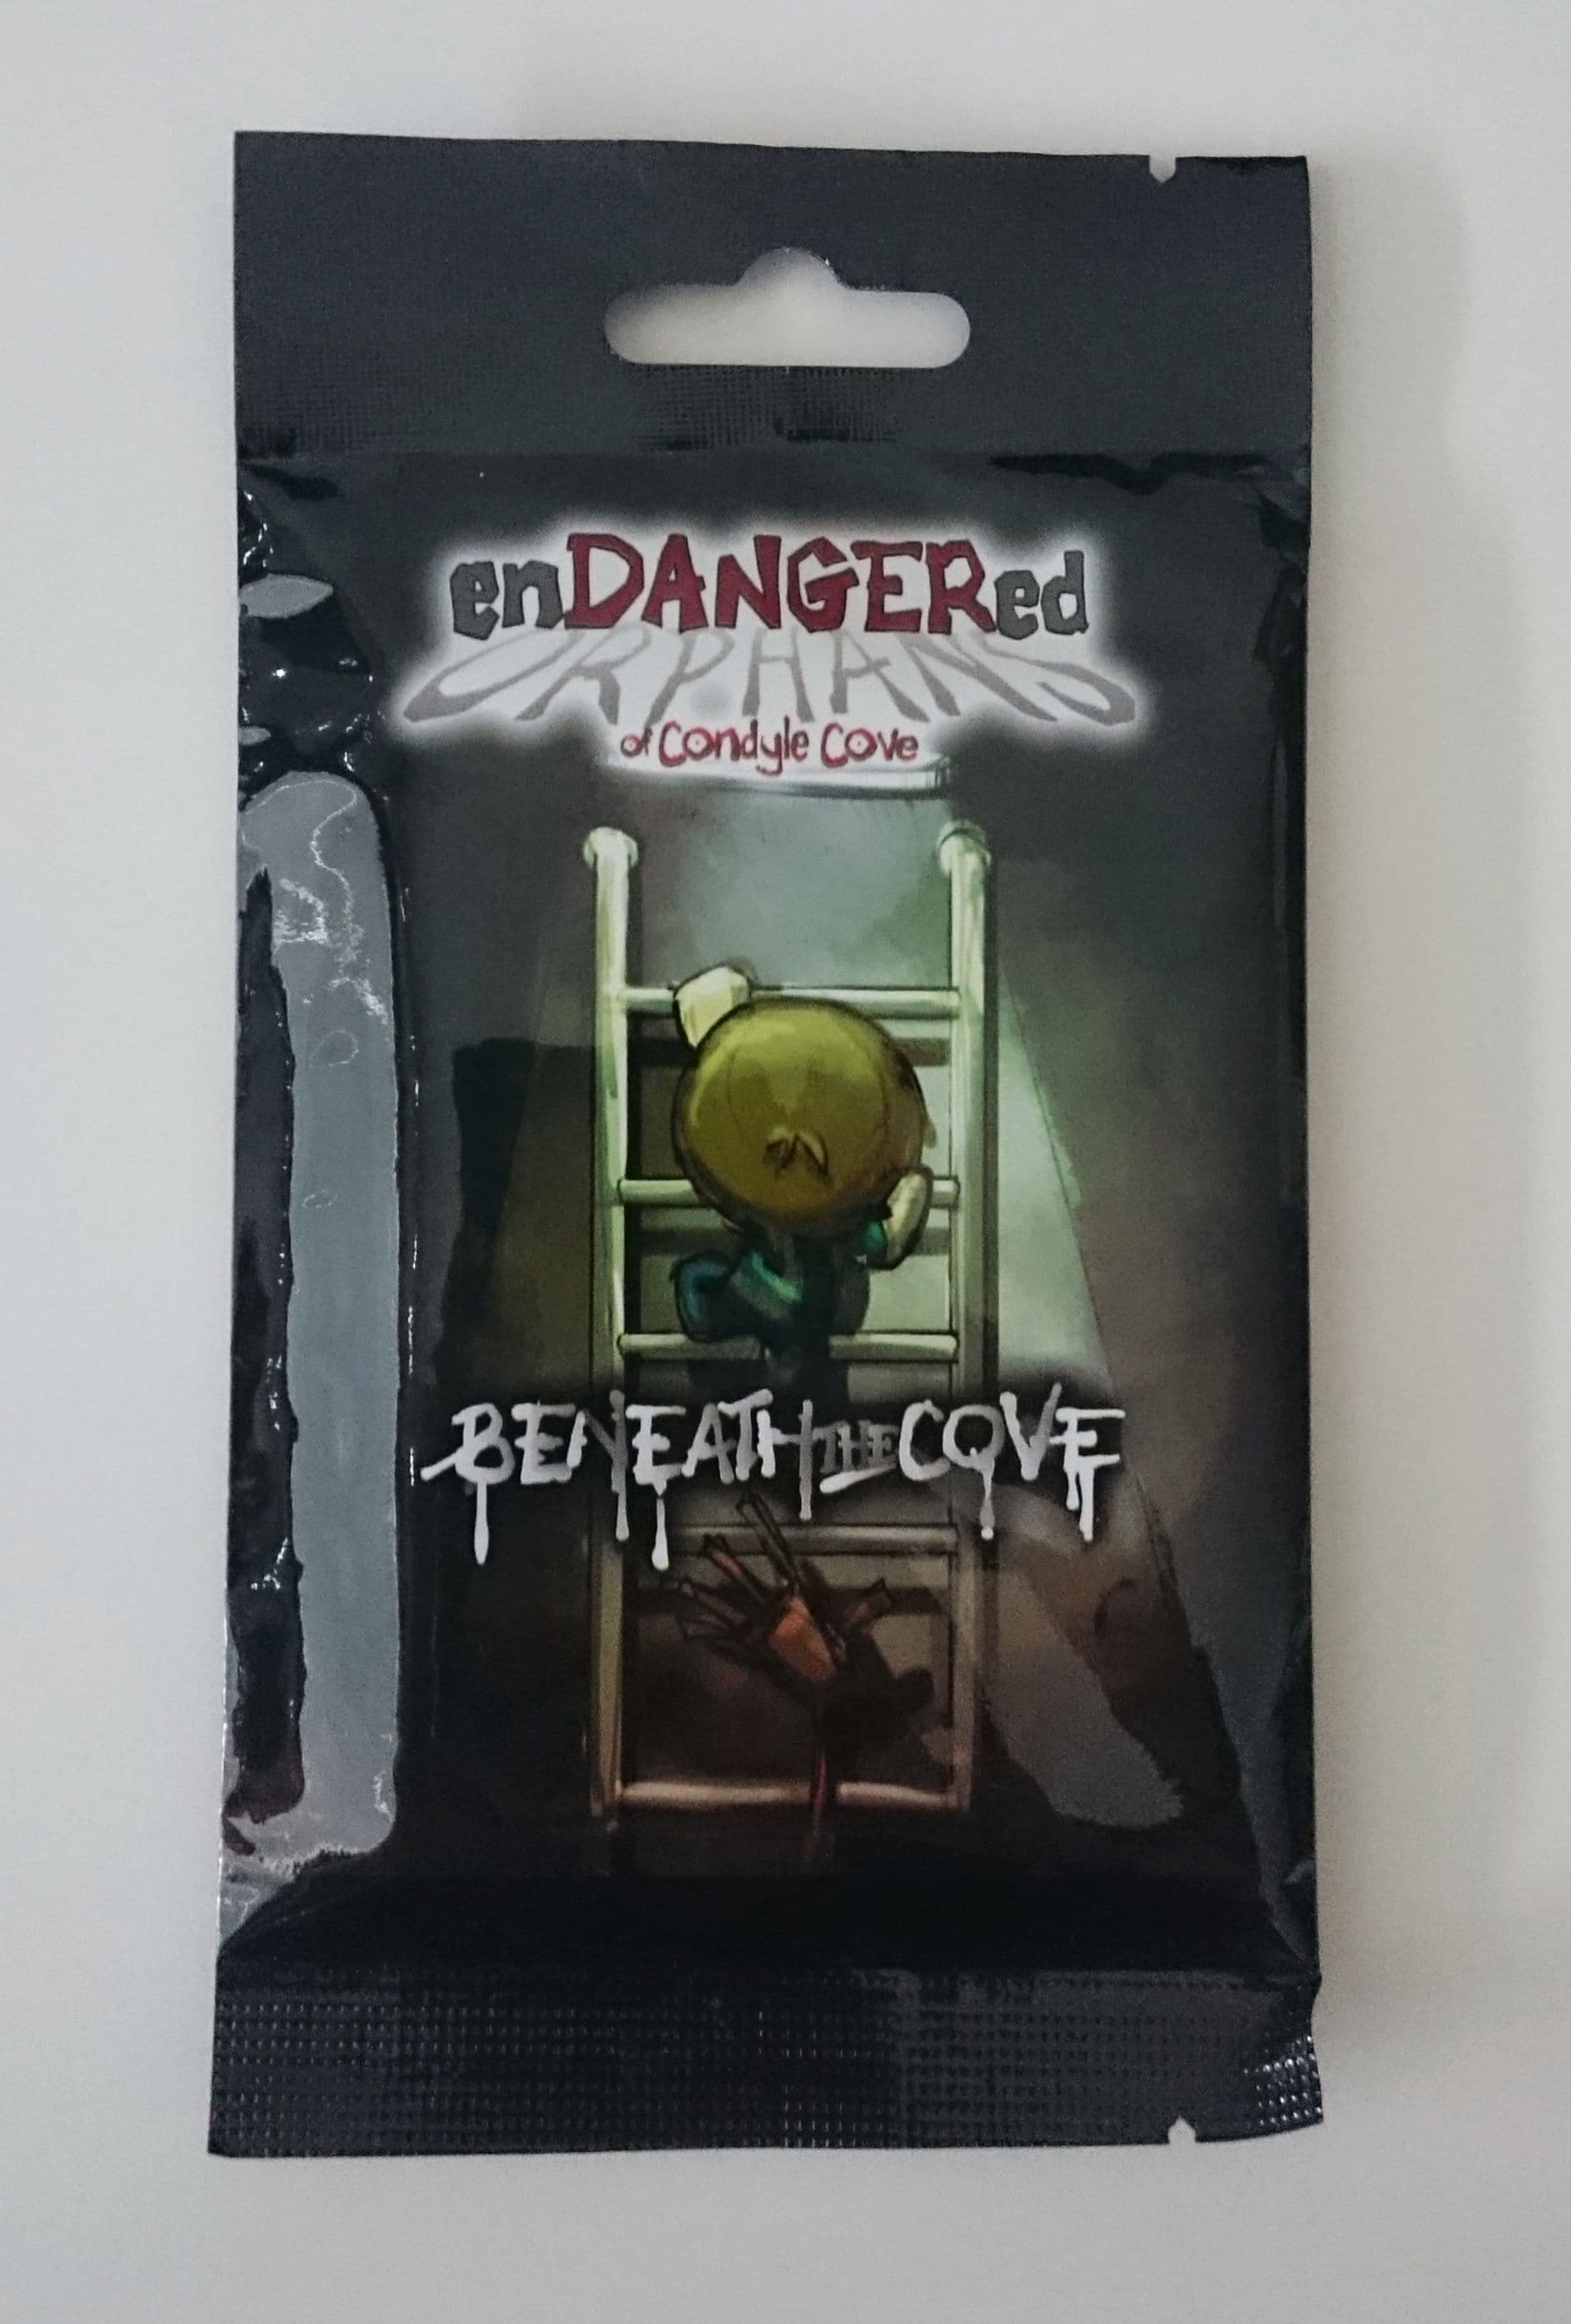 enDANGERed
ORPHANS
of Condyle Cove
BENEATH THE COVE